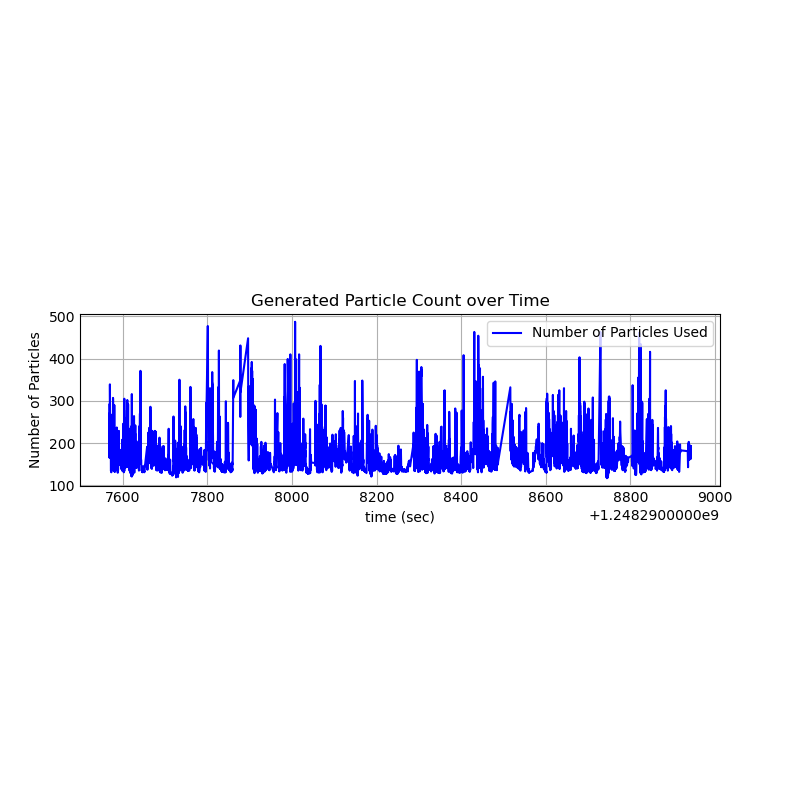 Generated Particle Count over Time
Number of Particles Used
Number of Particles
500
400
300
200
100
7600 7800 8000 8200 8400 8600 8800 9000
time (sec)
+1.2482900000e9